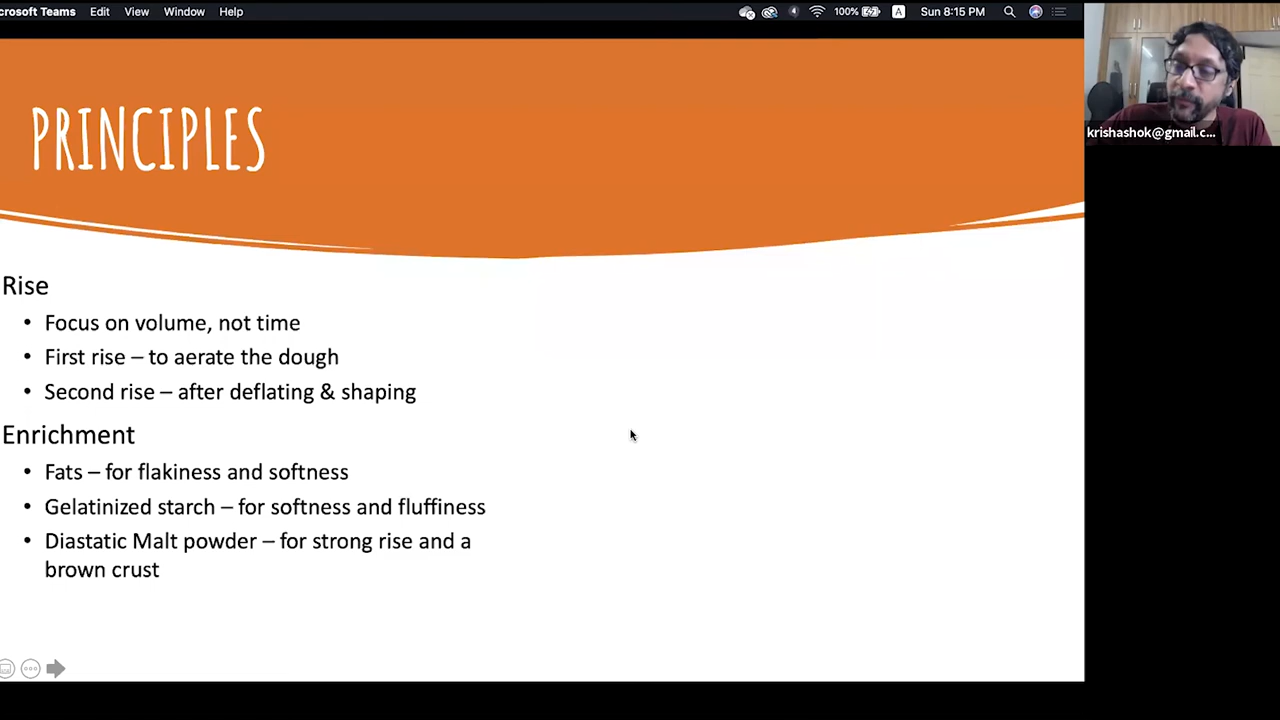 crosoft Teams Edit View Window Help 100% A Sun 8:15 PM
PRINCIPLES
krishashok@gmail.c...
Rise
• Focus on volume, not time
• First rise – to aerate the dough
• Second rise – after deflating & shaping
Enrichment
• Fats – for flakiness and softness
• Gelatinized starch – for softness and fluffiness
• Diastatic Malt powder – for strong rise and a
brown crust